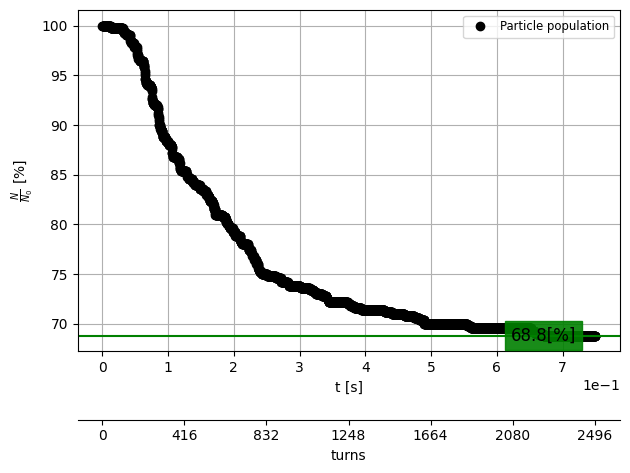 Particle population
100
95
90
85
80
75
70
N/N₀ [%]
68.8[%]
0 1 2 3 4 5 6 7
1e−1
t [s]
0 416 832 1248 1664 2080 2496
turns